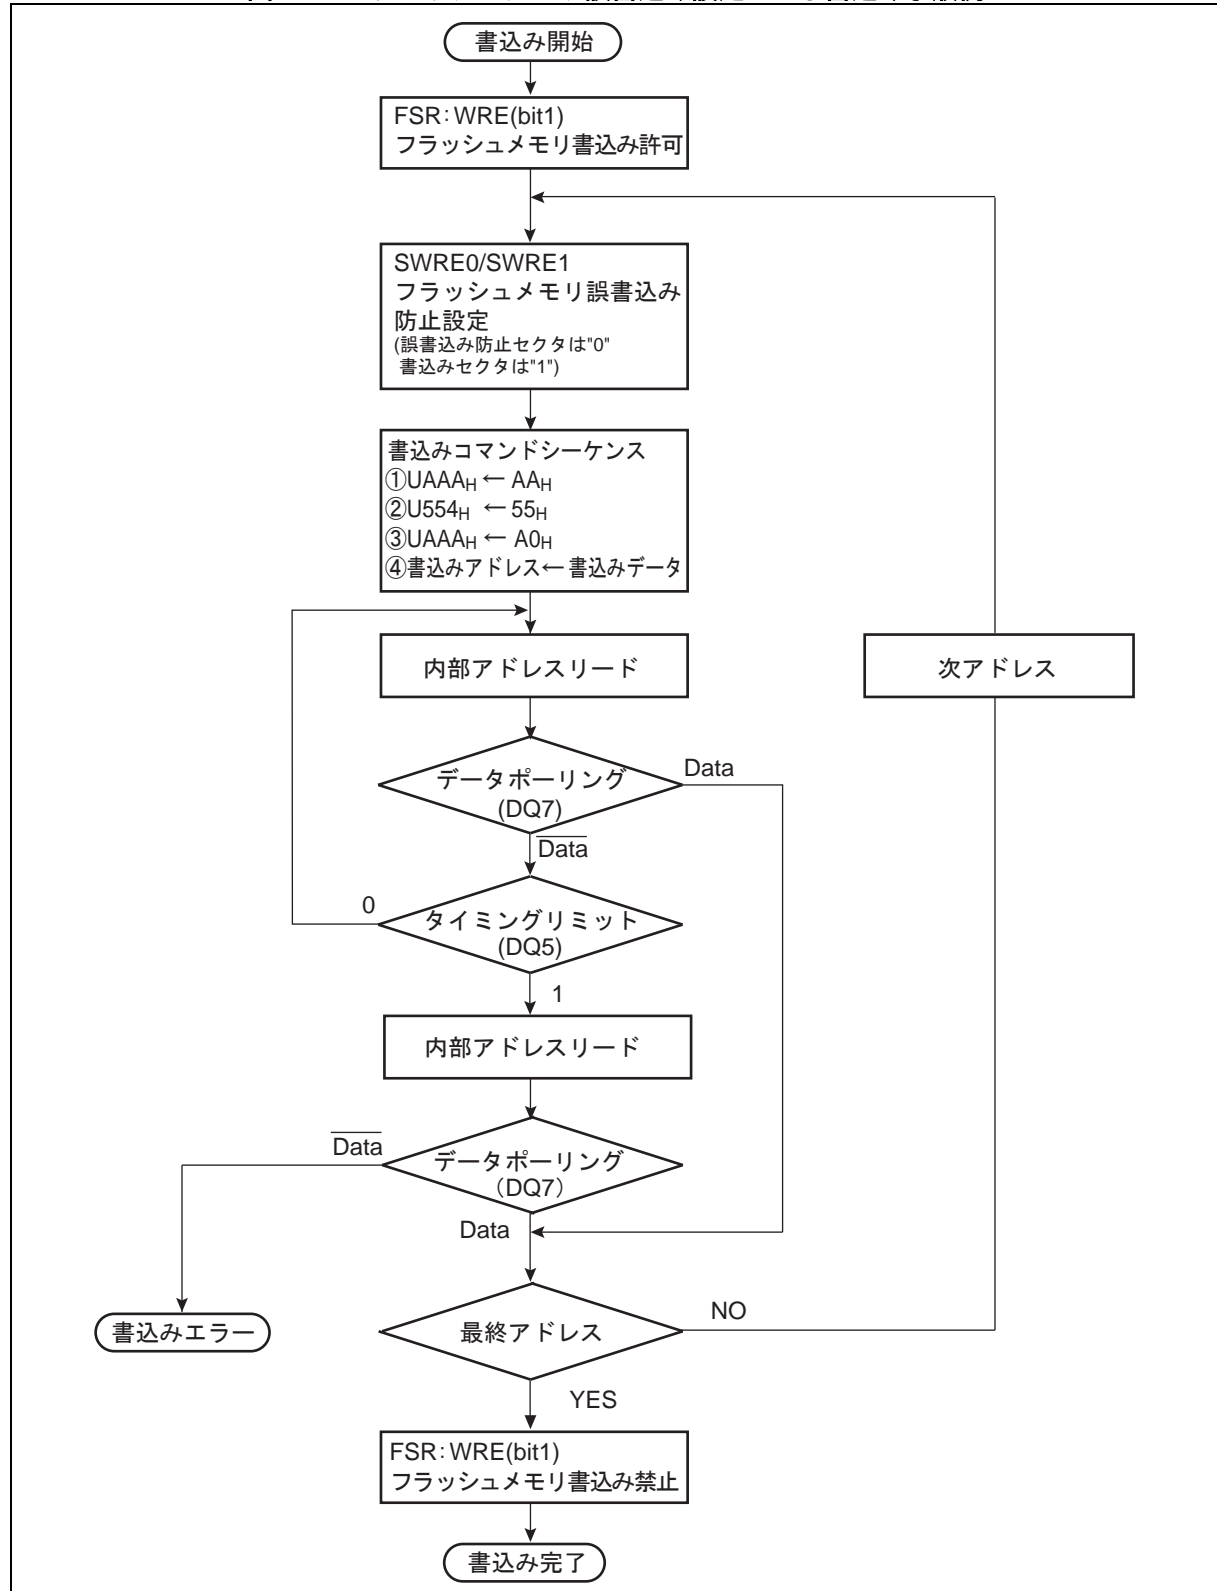 書込み開始
FSR:WRE(bit1)
フラッシュメモリ書込み許可
SWRE0/SWRE1
フラッシュメモリ誤書込み
防止設定
(誤書込み防止セクタは"0"
書込みセクタは"1")
書込みコマンドシーケンス
①UAAAH ← AAH
②U554H ← 55H
③UAAAH ← A0H
④書込みアドレス← 書込みデータ
内部アドレスリード
次アドレス
データポーリング
(DQ7)
Data
Data
0
タイミングリミット
(DQ5)
1
内部アドレスリード
Data
データポーリング
(DQ7)
Data
書込みエラー
最終アドレス
NO
YES
FSR:WRE(bit1)
フラッシュメモリ書込み禁止
書込み完了